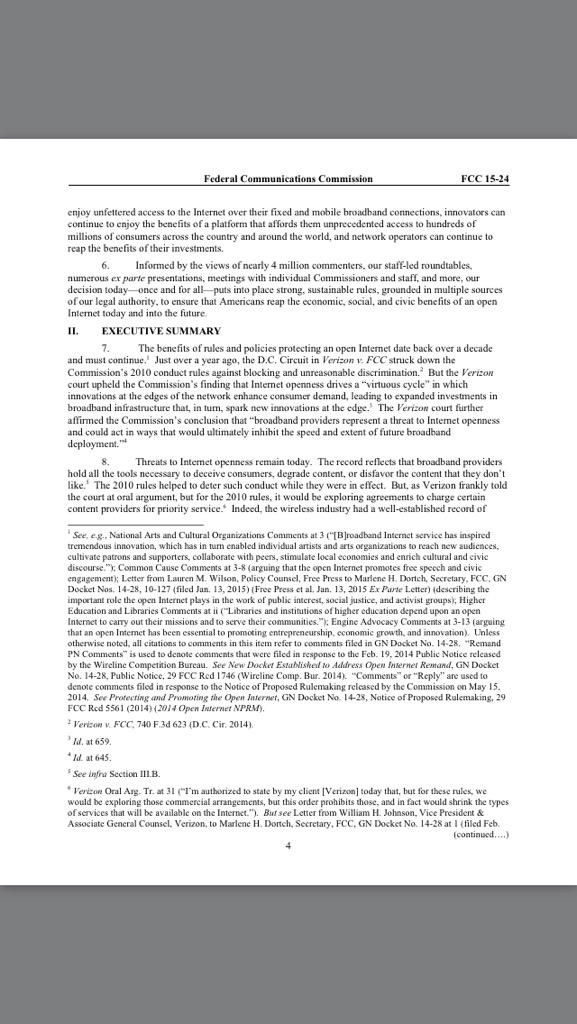 Federal Communications Commission FCC 15-24
enjoy unfettered access to the Internet over their fixed and mobile broadband connections, innovators can
continue to enjoy the benefits of a platform that affords them unprecedented access to hundreds of
millions of consumers across the country and around the world, and network operators can continue to
reap the benefits of their investments.
6. Informed by the views of nearly 4 million commenters, our staff-led roundtables,
numerous ex parte presentations, meetings with individual Commissioners and staff, and more, our
decision today—once and for all—puts into place strong, sustainable rules, grounded in multiple sources
of our legal authority, to ensure that Americans reap the economic, social, and civic benefits of an open
Internet today and into the future.
II. EXECUTIVE SUMMARY
7. The benefits of rules and policies protecting an open Internet date back over a decade
and must continue.1 Just over a year ago, the D.C. Circuit in Verizon v. FCC struck down the
Commission's 2010 conduct rules against blocking and unreasonable discrimination.2 But the Verizon
court upheld the Commission's finding that Internet openness drives a “virtuous cycle” in which
innovations at the edges of the network enhance consumer demand, leading to expanded investments in
broadband infrastructure that, in turn, spark new innovations at the edge.3 The Verizon court further
affirmed the Commission's conclusion that “broadband providers represent a threat to Internet openness
and could act in ways that would ultimately inhibit the speed and extent of future broadband
deployment.”4
8. Threats to Internet openness remain today. The record reflects that broadband providers
hold all the tools necessary to deceive consumers, degrade content, or disfavor the content that they don't
like.5 The 2010 rules helped to deter such conduct while they were in effect. But, as Verizon frankly told
the court at oral argument, but for the 2010 rules, it would be exploring agreements to charge certain
content providers for priority service.6 Indeed, the wireless industry had a well-established record of
1 See, e.g., National Arts and Cultural Organizations Comments at 3 (“[B]roadband Internet service has inspired
tremendous innovation, which has in turn enabled individual artists and arts organizations to reach new audiences,
cultivate patrons and supporters, collaborate with peers, stimulate local economies and enrich cultural and civic
discourse.”); Common Cause Comments at 3-8 (arguing that the open Internet promotes free speech and civic
engagement); Letter from Lauren M. Wilson, Policy Counsel, Free Press to Marlene H. Dortch, Secretary, FCC, GN
Docket Nos. 14-28, 10-127 (filed Jan. 13, 2015) (Free Press et al. Jan. 13, 2015 Ex Parte Letter) (describing the
important role the open Internet plays in the work of public interest, social justice, and activist groups); Higher
Education and Libraries Comments at ii (“Libraries and institutions of higher education depend upon an open
Internet to carry out their missions and to serve their communities.”); Engine Advocacy Comments at 3-13 (arguing
that an open Internet has been essential to promoting entrepreneurship, economic growth, and innovation). Unless
otherwise noted, all citations to comments in this item refer to comments filed in GN Docket No. 14-28. “Remand
PN Comments” is used to denote comments that were filed in response to the Feb. 19, 2014 Public Notice released
by the Wireline Competition Bureau. See New Docket Established to Address Open Internet Remand, GN Docket
No. 14-28, Public Notice, 29 FCC Rcd 1746 (Wireline Comp. Bur. 2014). “Comments” or “Reply” are used to
denote comments filed in response to the Notice of Proposed Rulemaking released by the Commission on May 15,
2014. See Protecting and Promoting the Open Internet, GN Docket No. 14-28, Notice of Proposed Rulemaking, 29
FCC Rcd 5561 (2014) (2014 Open Internet NPRM).
2 Verizon v. FCC, 740 F.3d 623 (D.C. Cir. 2014).
3 Id. at 659.
4 Id. at 645.
5 See infra Section III.B.
6 Verizon Oral Arg. Tr. at 31 (“I'm authorized to state by my client [Verizon] today that, but for these rules, we
would be exploring those commercial arrangements, but this order prohibits those, and in fact would shrink the types
of services that will be available on the Internet.”). But see Letter from William H. Johnson, Vice President &
Associate General Counsel, Verizon, to Marlene H. Dortch, Secretary, FCC, GN Docket No. 14-28 at 1 (filed Feb.
(continued....)
4